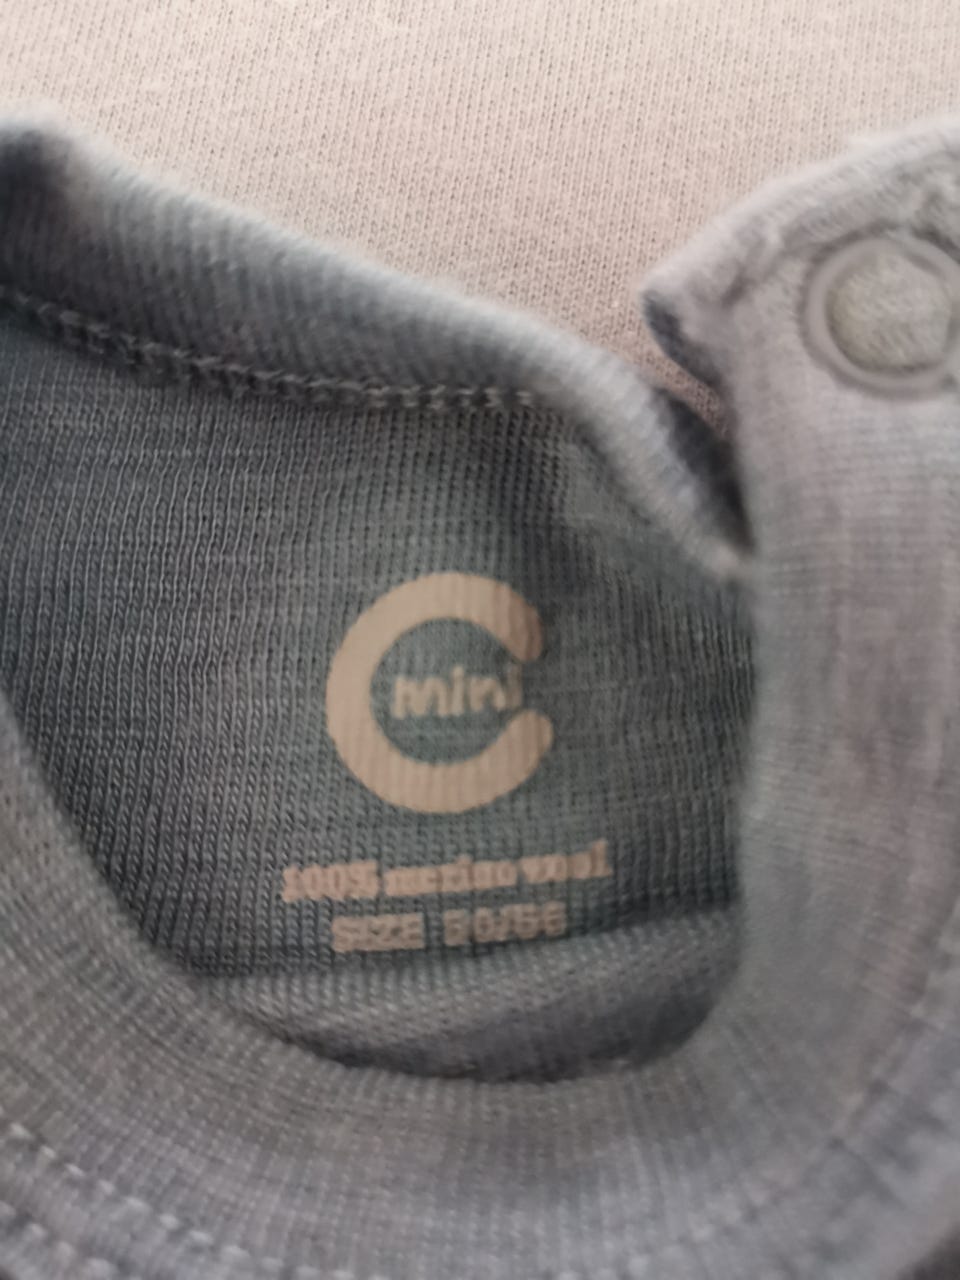 mini
100% merino wool
SIZE 50/56